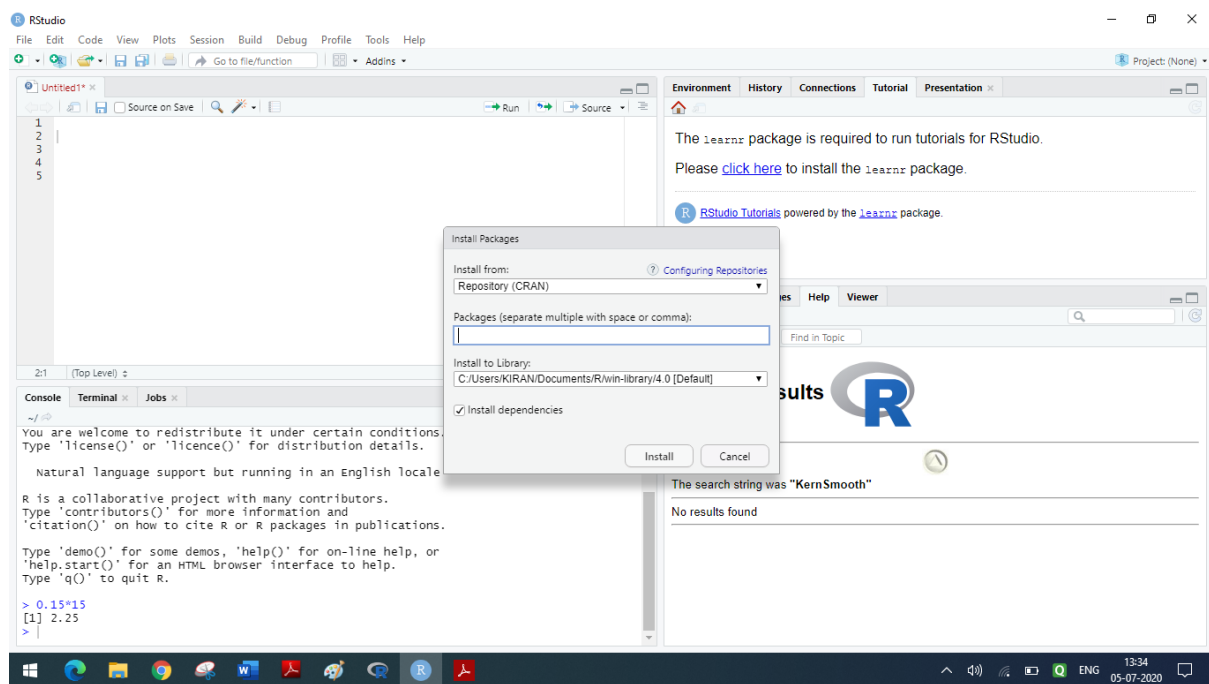 RStudio
File Edit Code View Plots Session Build Debug Profile Tools Help
Go to file/function
Addins
Project: (None)
Untitled1*
Source on Save
Run
Source
1
2
3
4
5
2:1 (Top Level)
Console Terminal Jobs
~/
You are welcome to redistribute it under certain conditions.
Type 'license()' or 'licence()' for distribution details.
Natural language support but running in an English locale
R is a collaborative project with many contributors.
Type 'contributors()' for more information and
'citation()' on how to cite R or R packages in publications.
Type 'demo()' for some demos, 'help()' for on-line help, or
'help.start()' for an HTML browser interface to help.
Type 'q()' to quit R.
> 0.15*15
[1] 2.25
>
Install Packages
Install from:
? Configuring Repositories
Repository (CRAN)
Packages (separate multiple with space or comma):
Install to Library:
C:/Users/KIRAN/Documents/R/win-library/4.0 [Default]
Install dependencies
Install
Cancel
Environment History Connections Tutorial Presentation
The learnr package is required to run tutorials for RStudio.
Please click here to install the learnr package.
R RStudio Tutorials powered by the learnr package.
Help Viewer
Find in Topic
sults
R
The search string was "KernSmooth"
No results found
ENG
13:34
05-07-2020